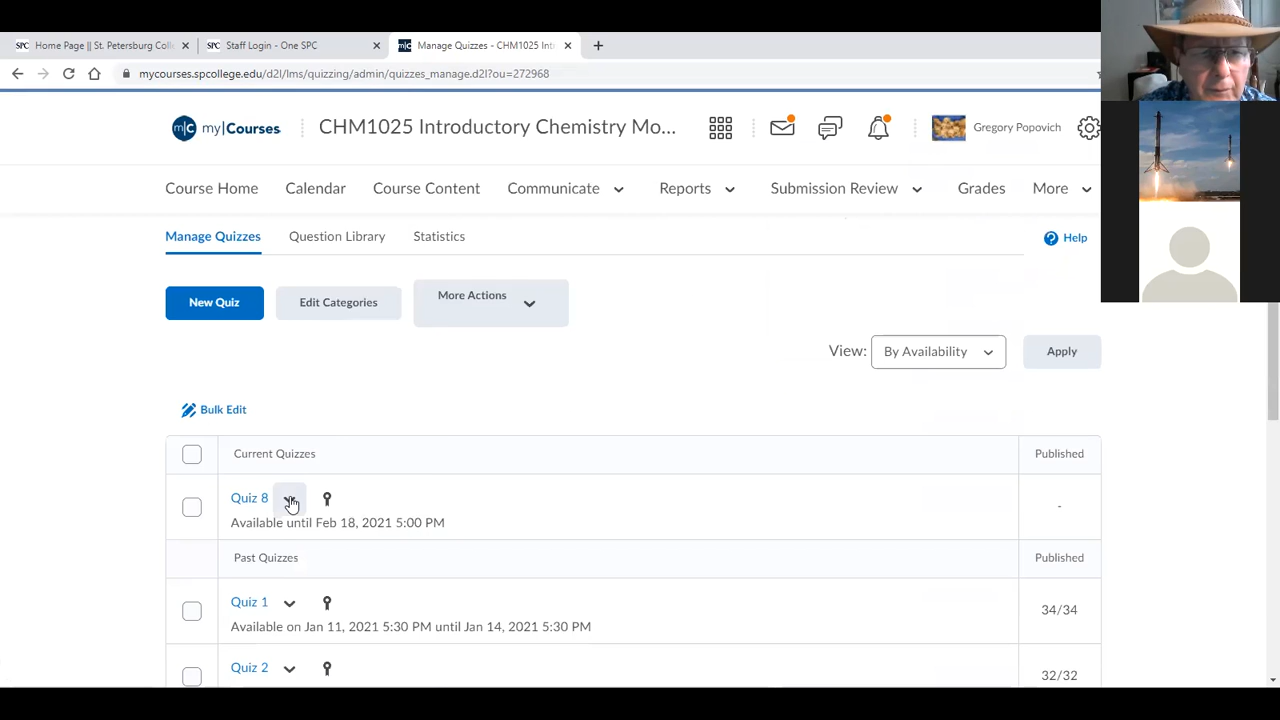 SPC Home Page || St. Petersburg Coll
SPC Staff Login - One SPC
m|C Manage Quizzes - CHM1025 Intr
mycourses.spcollege.edu/d2l/lms/quizzing/admin/quizzes_manage.d2l?ou=272968
m|C my|Courses
CHM1025 Introductory Chemistry Mo...
Gregory Popovich
Course Home Calendar Course Content Communicate Reports Submission Review Grades More
Manage Quizzes Question Library Statistics
Help
New Quiz Edit Categories More Actions
View: By Availability Apply
Bulk Edit
Current Quizzes Published
Quiz 8
Available until Feb 18, 2021 5:00 PM
-
Past Quizzes Published
Quiz 1
Available on Jan 11, 2021 5:30 PM until Jan 14, 2021 5:30 PM
34/34
Quiz 2
32/32